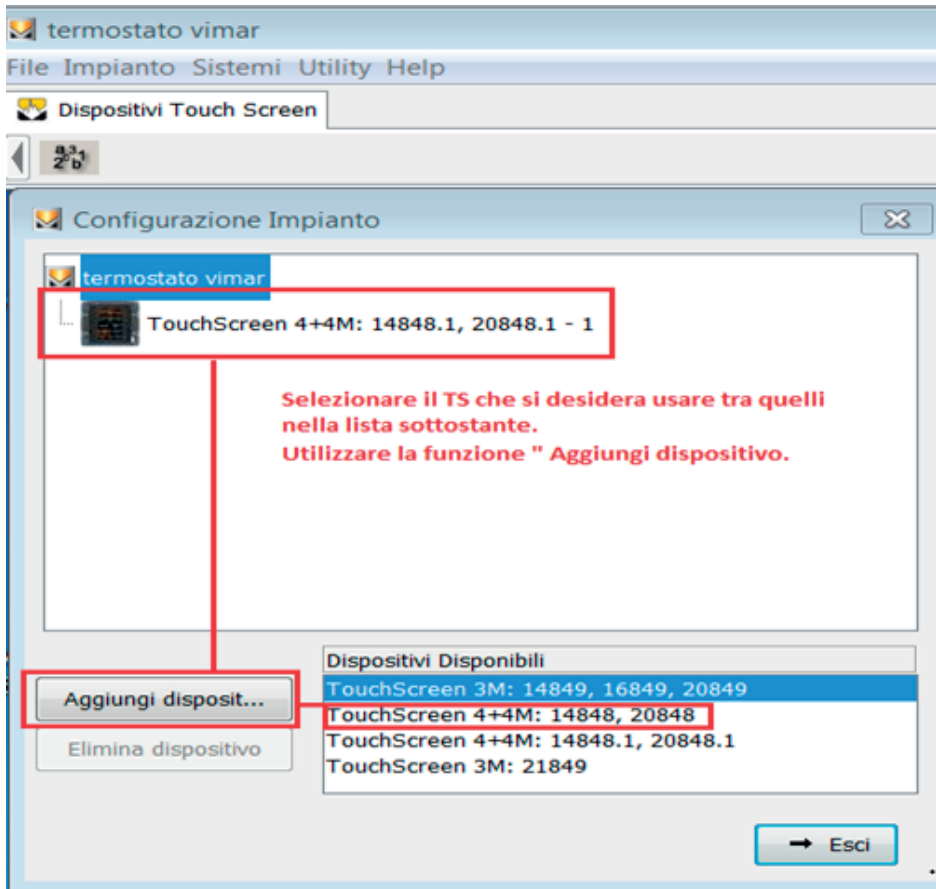 termostato vimar
File Impianto Sistemi Utility Help
Dispositivi Touch Screen
Configurazione Impianto
termostato vimar
TouchScreen 4+4M: 14848.1, 20848.1 - 1
Selezionare il TS che si desidera usare tra quelli
nella lista sottostante.
Utilizzare la funzione " Aggiungi dispositivo.
Dispositivi Disponibili
Aggiungi disposit...
TouchScreen 3M: 14849, 16849, 20849
TouchScreen 4+4M: 14848, 20848
Elimina dispositivo
TouchScreen 4+4M: 14848.1, 20848.1
TouchScreen 3M: 21849
Esci